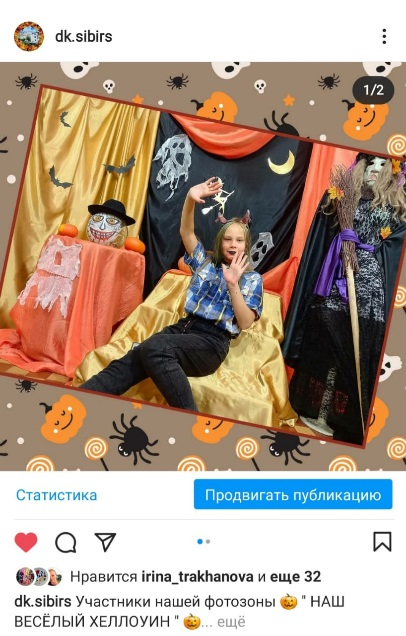 dk.sibirs
1/2
Статистика
Продвигать публикацию
Нравится irina_trakhanova и еще 32
dk.sibirs Участники нашей фотозоны 🎃 " НАШ
ВЕСЁЛЫЙ ХЕЛЛОУИН " 🎃... ещё